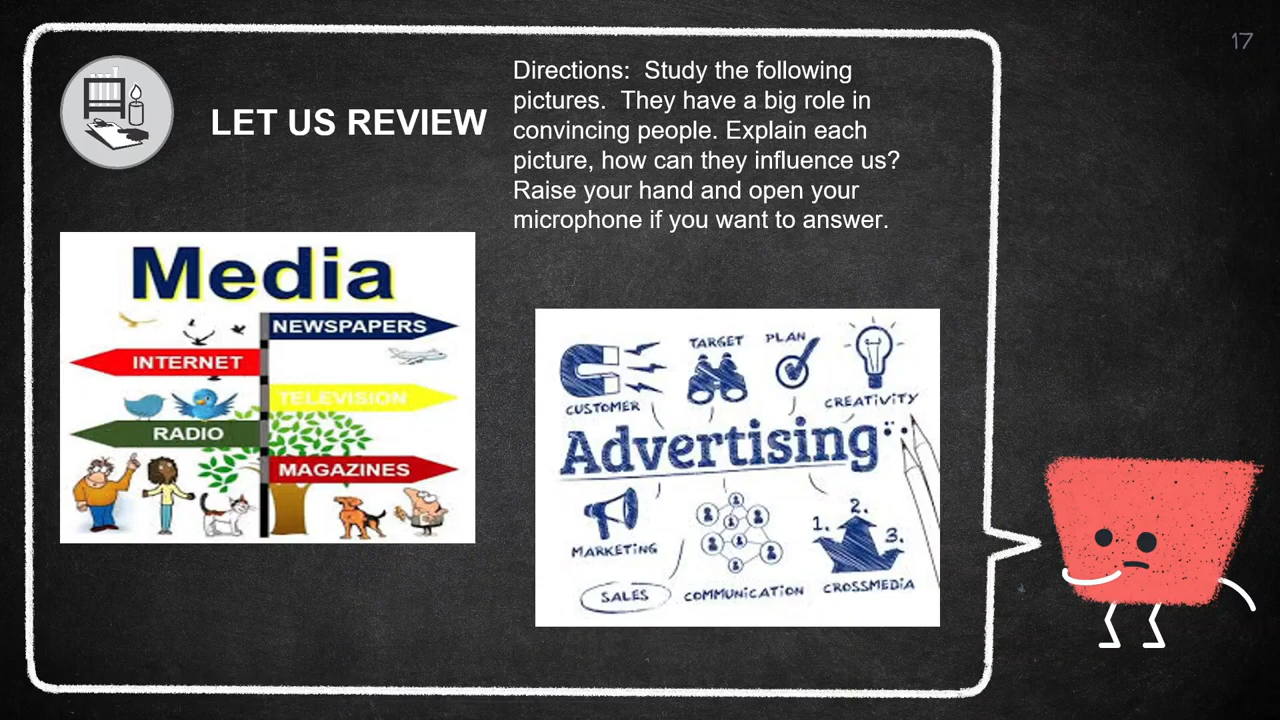 17
LET US REVIEW
Directions:  Study the following
pictures.  They have a big role in
convincing people. Explain each
picture, how can they influence us?
Raise your hand and open your
microphone if you want to answer.
Media
NEWSPAPERS
INTERNET
TELEVISION
RADIO
MAGAZINES
CUSTOMER
TARGET
PLAN
CREATIVITY
Advertising
MARKETING
SALES
COMMUNICATION
1.
2.
3.
CROSSMEDIA